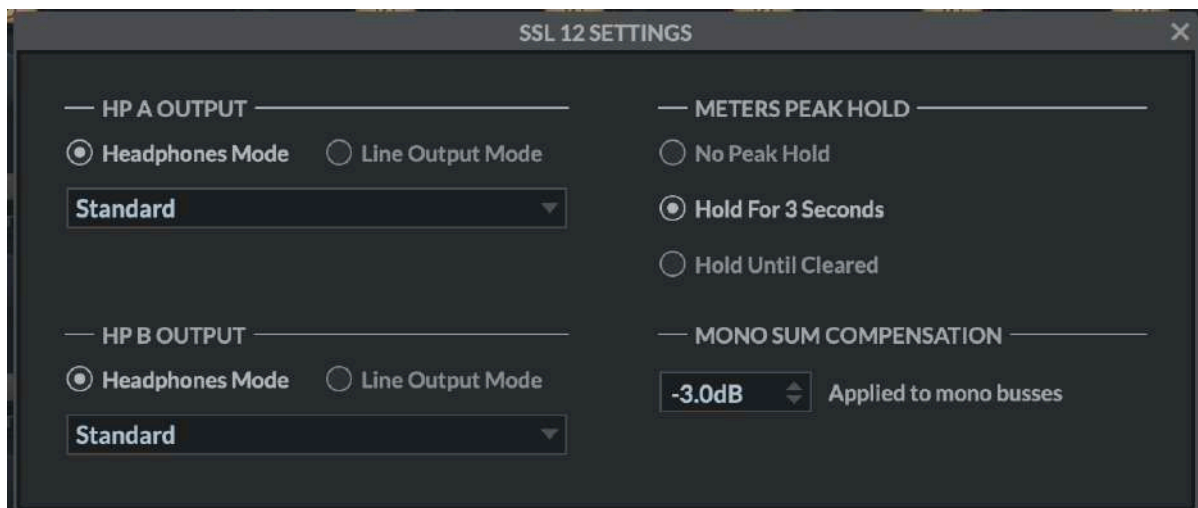 SSL 12 SETTINGS
HP A OUTPUT
Headphones Mode
Line Output Mode
Standard
HP B OUTPUT
Headphones Mode
Line Output Mode
Standard
METERS PEAK HOLD
No Peak Hold
Hold For 3 Seconds
Hold Until Cleared
MONO SUM COMPENSATION
-3.0dB
Applied to mono busses